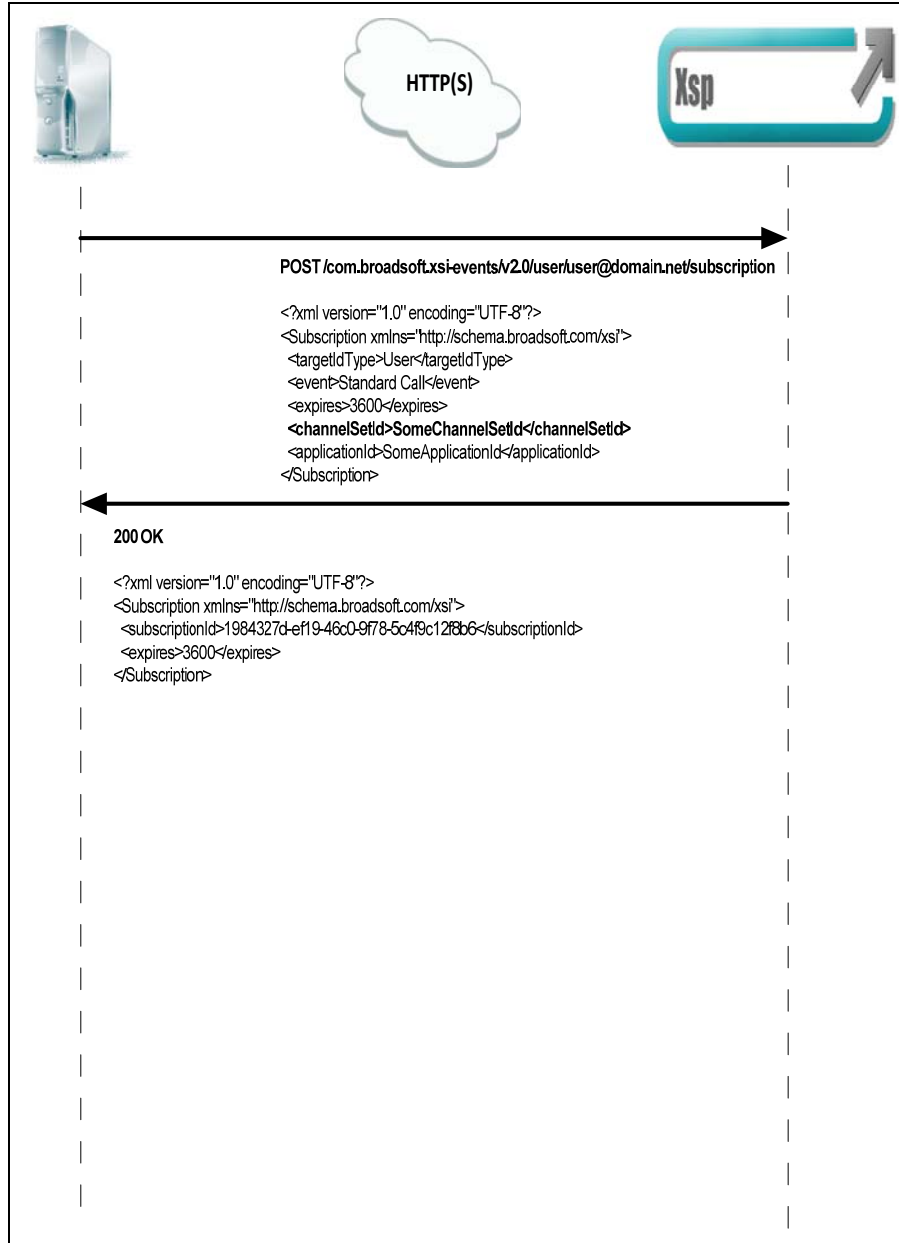 HTTP(S)
Xsp
POST /com.broadsoft.xsi-events/v2.0/user/user@domain.net/subscription
<?xml version="1.0" encoding="UTF-8"?>
<Subscription xmlns="http://schema.broadsoft.com/xsi">
<targetIdType>User</targetIdType>
<event>Standard Call</event>
<expires>3600</expires>
<channelSetId>SomeChannelSetId</channelSetId>
<applicationId>SomeApplicationId</applicationId>
</Subscription>
200 OK
<?xml version="1.0" encoding="UTF-8"?>
<Subscription xmlns="http://schema.broadsoft.com/xsi">
<subscriptionId>1984327d-ef19-46c0-9f78-5c4f9c12f8b6</subscriptionId>
<expires>3600</expires>
</Subscription>